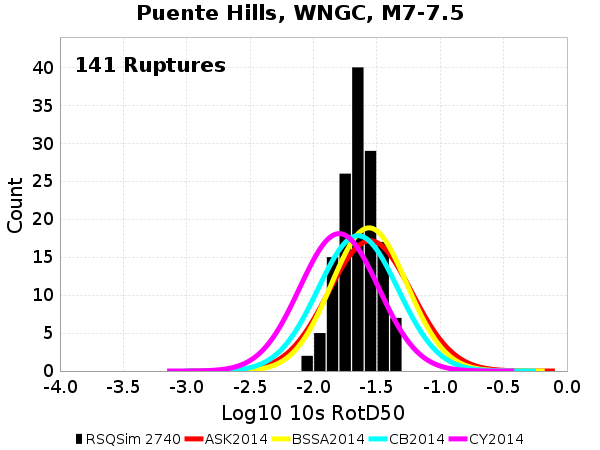 Puente Hills, WNGC, M7-7.5
141 Ruptures
Count
40
35
30
25
20
15
10
5
0
-4.0 -3.5 -3.0 -2.5 -2.0 -1.5 -1.0 -0.5 0.0
Log10 10s RotD50
RSQSim 2740 ASK2014 BSSA2014 CB2014 CY2014